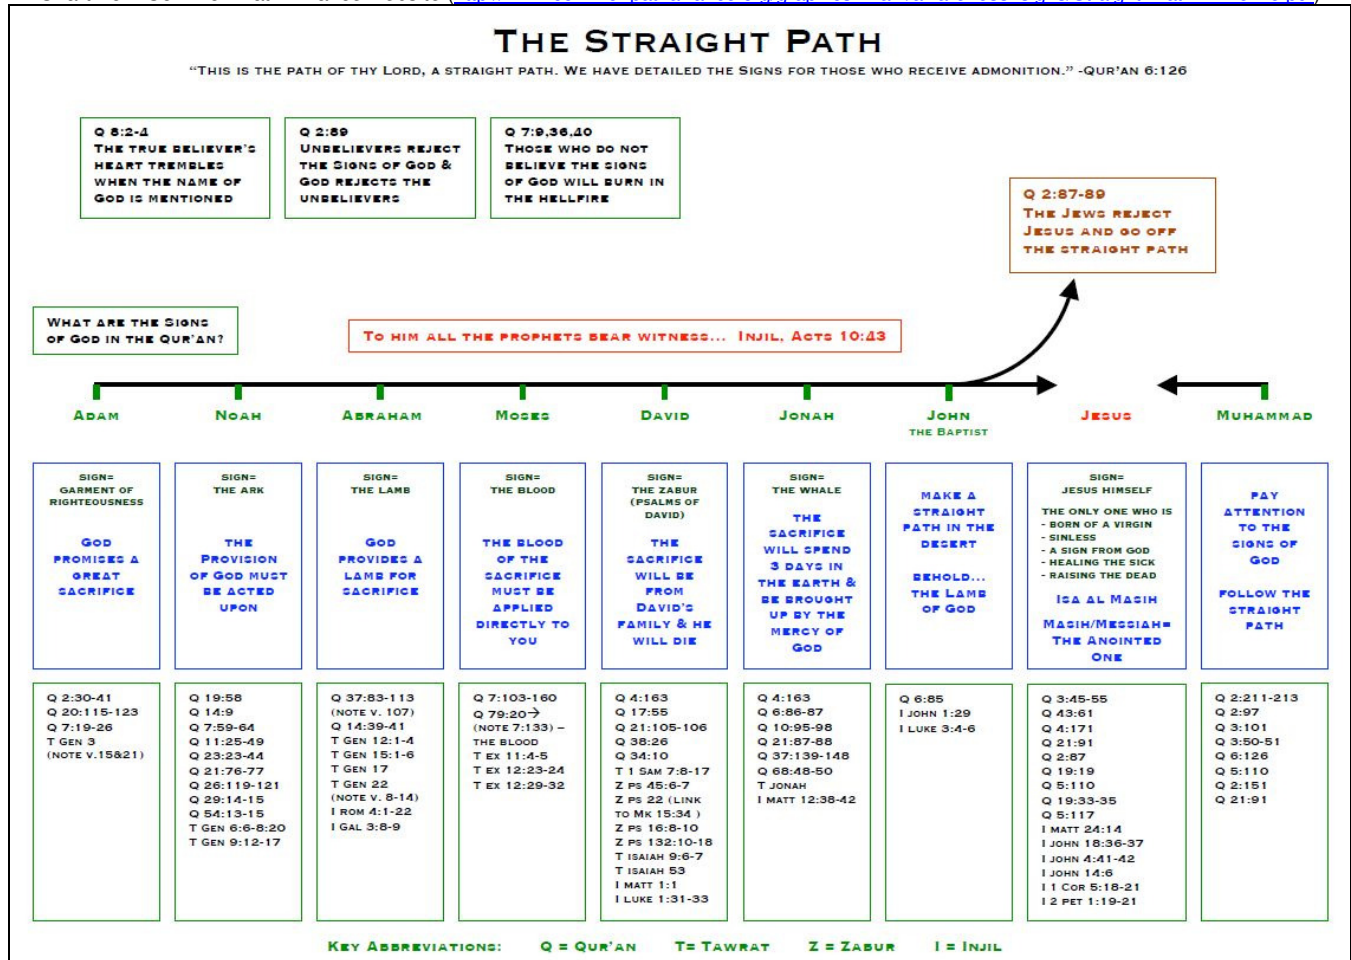 THE STRAIGHT PATH
“THIS IS THE PATH OF THY LORD, A STRAIGHT PATH. WE HAVE DETAILED THE SIGNS FOR THOSE WHO RECEIVE ADMONITION.” -QUR’AN 6:126
Q 8:2-4
THE TRUE BELIEVER’S
HEART TREMBLES
WHEN THE NAME OF
GOD IS MENTIONED
Q 2:89
UNBELIEVERS REJECT
THE SIGNS OF GOD &
GOD REJECTS THE
UNBELIEVERS
Q 7:9,36,40
THOSE WHO DO NOT
BELIEVE THE SIGNS
OF GOD WILL BURN IN
THE HELLFIRE
Q 2:87-89
THE JEWS REJECT
JESUS AND GO OFF
THE STRAIGHT PATH
WHAT ARE THE SIGNS
OF GOD IN THE QUR’AN?
TO HIM ALL THE PROPHETS BEAR WITNESS... INJIL, ACTS 10:43
ADAM
NOAH
ABRAHAM
MOSES
DAVID
JONAH
JOHN
THE BAPTIST
JESUS
MUHAMMAD
SIGN=
GARMENT OF
RIGHTEOUSNESS
GOD
PROMISES A
GREAT
SACRIFICE
SIGN=
THE ARK
THE
PROVISION
OF GOD MUST
BE ACTED
UPON
SIGN=
THE LAMB
GOD
PROVIDES A
LAMB FOR
SACRIFICE
SIGN=
THE BLOOD
THE BLOOD
OF THE
SACRIFICE
MUST BE
APPLIED
DIRECTLY TO
YOU
SIGN=
THE ZABUR
(PSALMS OF
DAVID)
THE
SACRIFICE
WILL BE
FROM
DAVID’S
FAMILY & HE
WILL DIE
SIGN=
THE WHALE
THE
SACRIFICE
WILL SPEND
3 DAYS IN
THE EARTH &
BE BROUGHT
UP BY THE
MERCY OF
GOD
MAKE A
STRAIGHT
PATH IN THE
DESERT
BEHOLD...
THE LAMB
OF GOD
SIGN=
JESUS HIMSELF
THE ONLY ONE WHO IS
- BORN OF A VIRGIN
- SINLESS
- A SIGN FROM GOD
- HEALING THE SICK
- RAISING THE DEAD
ISA AL MASIH
MASIH/MESSIAH=
THE ANOINTED
ONE
PAY
ATTENTION
TO THE
SIGNS OF
GOD
FOLLOW THE
STRAIGHT
PATH
Q 2:30-41
Q 20:115-123
Q 7:19-26
T GEN 3
(NOTE V.15&21)
Q 19:58
Q 14:9
Q 7:59-64
Q 11:25-49
Q 23:23-44
Q 21:76-77
Q 26:119-121
Q 29:14-15
Q 54:13-15
T GEN 6:6-8:20
T GEN 9:12-17
Q 37:83-113
(NOTE V. 107)
Q 14:39-41
T GEN 12:1-4
T GEN 15:1-6
T GEN 17
T GEN 22
(NOTE V. 8-14)
I ROM 4:1-22
I GAL 3:8-9
Q 7:103-160
Q 79:20→
(NOTE 7:133) –
THE BLOOD
T EX 11:4-5
T EX 12:23-24
T EX 12:29-32
Q 4:163
Q 17:55
Q 21:105-106
Q 38:26
Q 34:10
T 1 SAM 7:8-17
Z PS 45:6-7
Z PS 22 (LINK
TO MK 15:34 )
Z PS 16:8-10
Z PS 132:10-18
T ISAIAH 9:6-7
T ISAIAH 53
I MATT 1:1
I LUKE 1:31-33
Q 4:163
Q 6:86-87
Q 10:95-98
Q 21:87-88
Q 37:139-148
Q 68:48-50
T JONAH
I MATT 12:38-42
Q 6:85
I JOHN 1:29
I LUKE 3:4-6
Q 3:45-55
Q 43:61
Q 4:171
Q 21:91
Q 2:87
Q 19:19
Q 5:110
Q 19:33-35
Q 5:117
I MATT 24:14
I JOHN 18:36-37
I JOHN 4:41-42
I JOHN 14:6
I 1 COR 5:18-21
I 2 PET 1:19-21
Q 2:211-213
Q 2:97
Q 3:101
Q 3:50-51
Q 6:126
Q 5:110
Q 2:151
Q 21:91
KEY ABBREVIATIONS: Q = QUR’AN T= TAWRAT Z = ZABUR I = INJIL